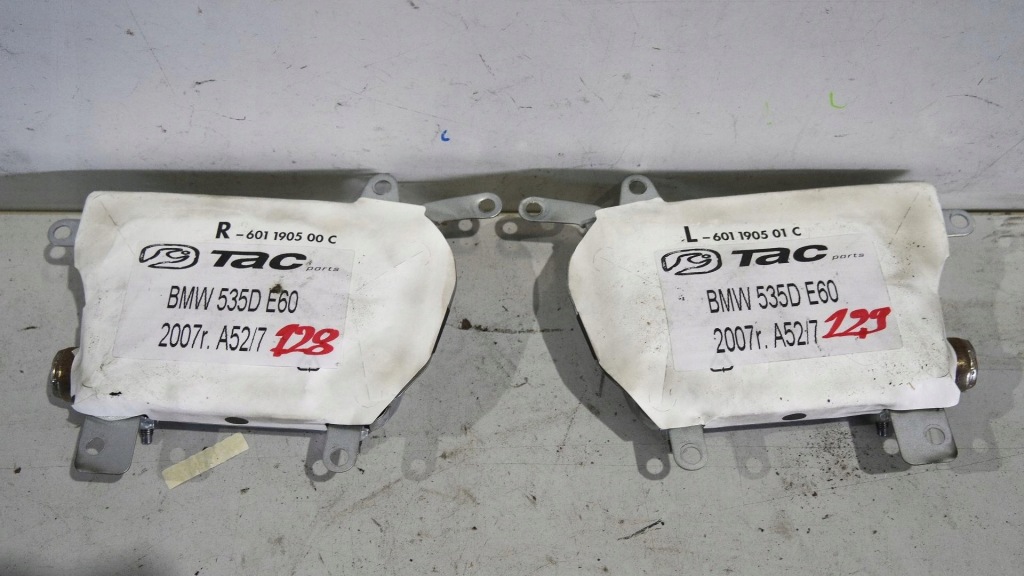 R - 601 1905 00 C
TAC parts
BMW 535D E60
2007r. A52/7 128
L - 601 1905 01 C
TAC parts
BMW 535D E60
2007r. A52/7 129